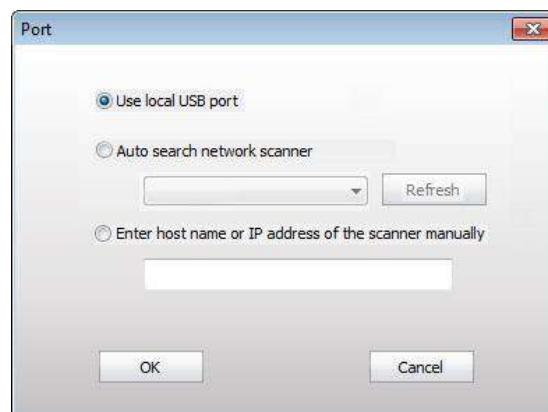 Port
Use local USB port
Auto search network scanner
Refresh
Enter host name or IP address of the scanner manually
OK Cancel